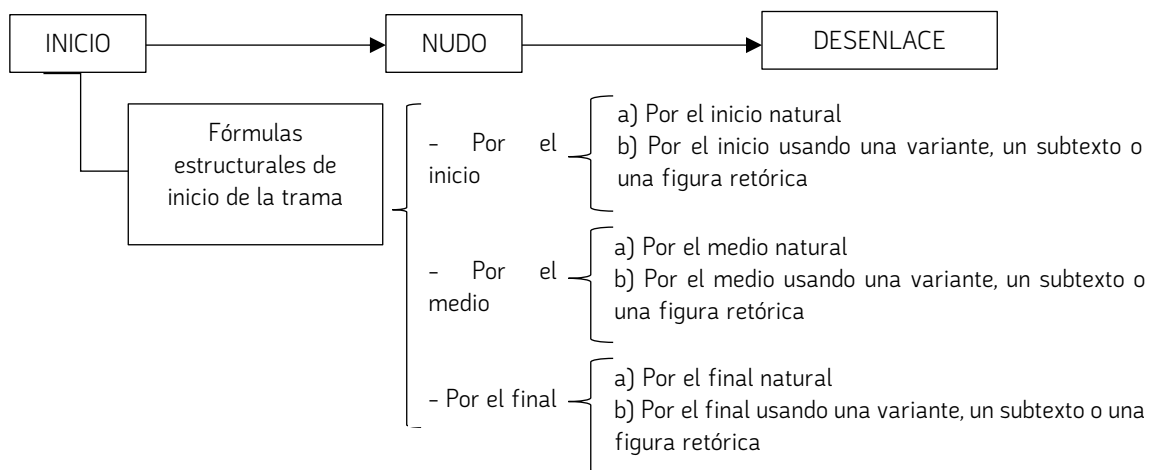 INICIO
NUDO
DESENLACE
Fórmulas
estructurales de
inicio de la trama
- Por el
inicio
a) Por el inicio natural
b) Por el inicio usando una variante, un subtexto o
una figura retórica
- Por el
medio
a) Por el medio natural
b) Por el medio usando una variante, un subtexto o
una figura retórica
- Por el final
a) Por el final natural
b) Por el final usando una variante, un subtexto o una
figura retórica